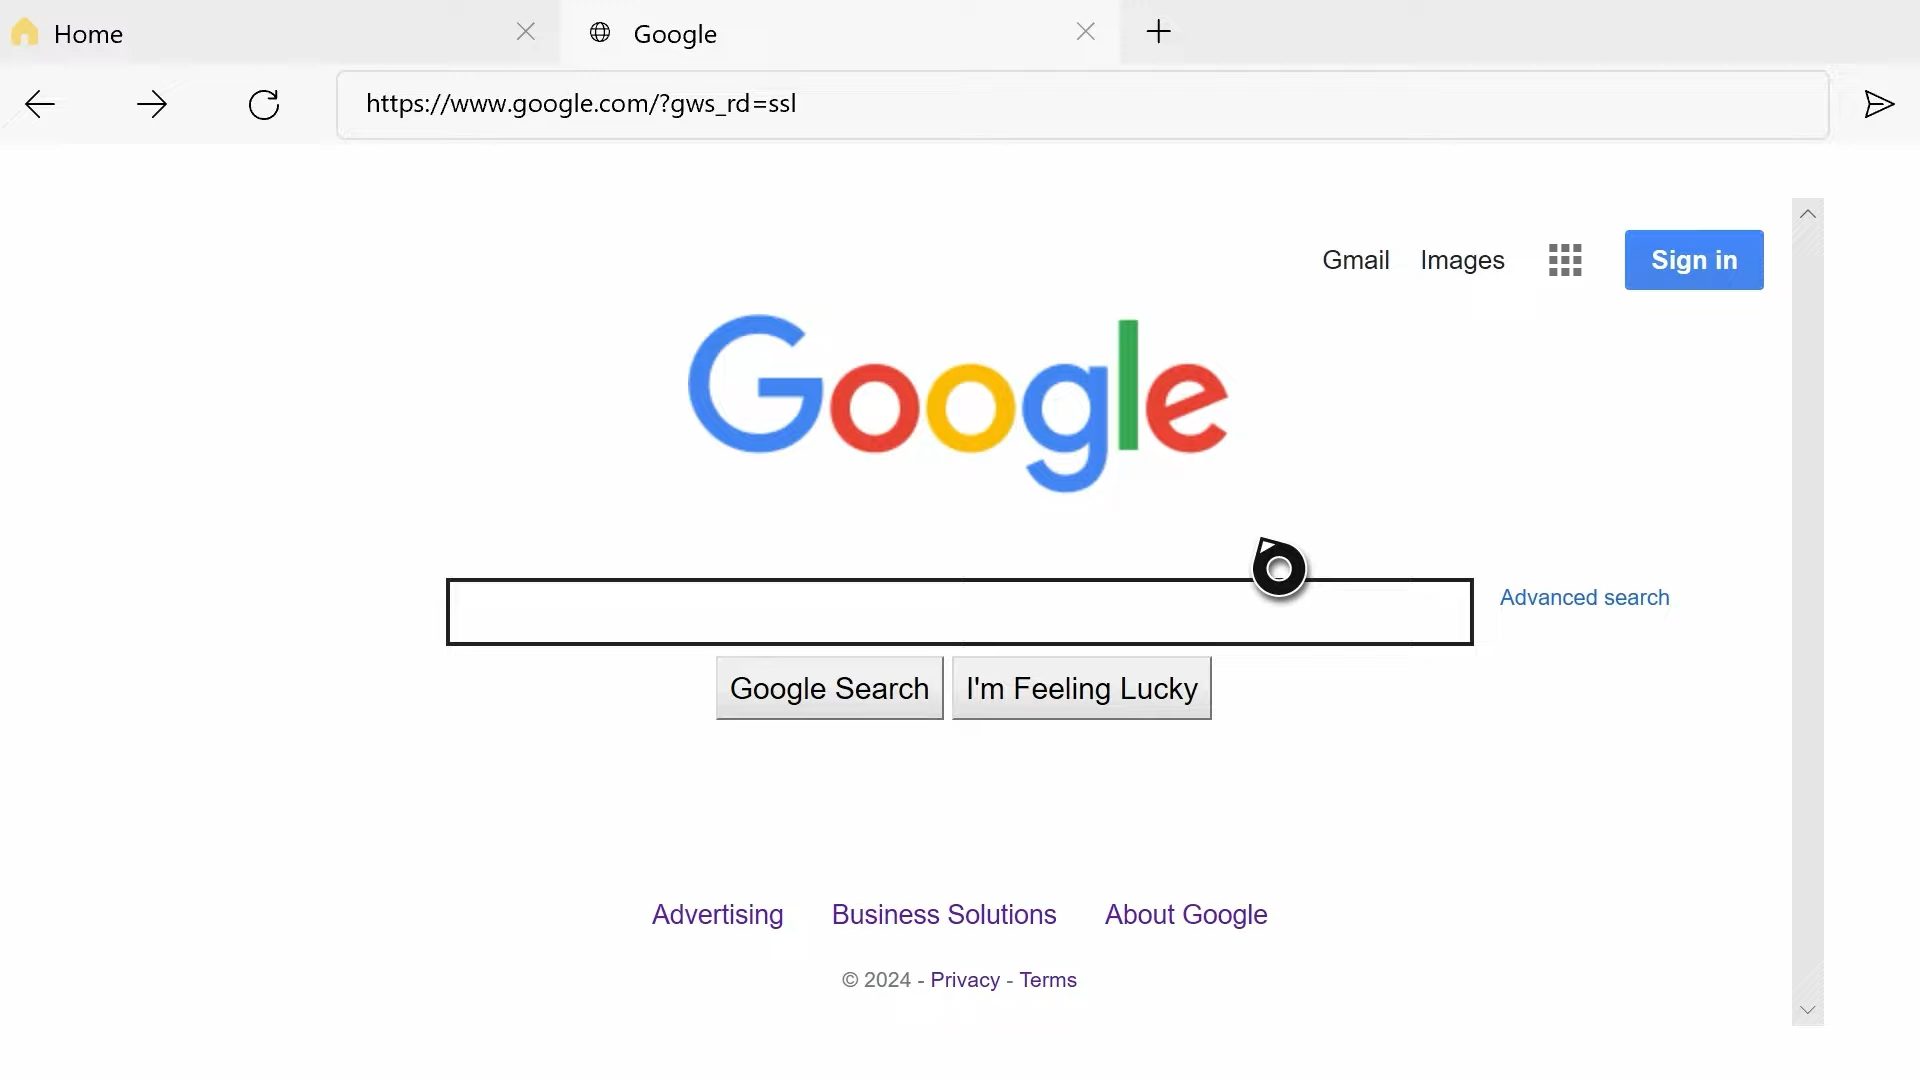 Home
Google
https://www.google.com/?gws_rd=ssl
Gmail Images Sign in
Google
Advanced search
Google Search I'm Feeling Lucky
Advertising Business Solutions About Google
© 2024 - Privacy - Terms